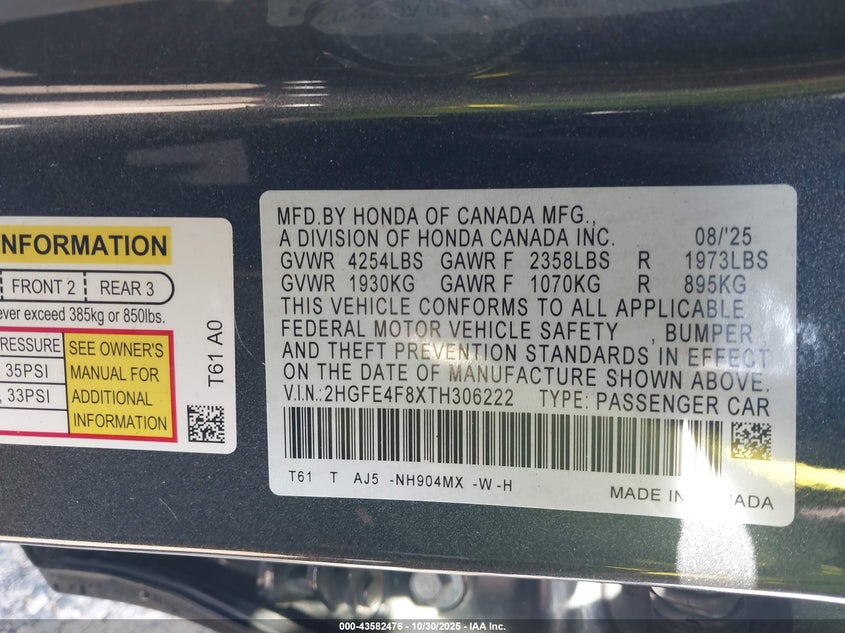 NFORMATION
FRONT 2 REAR 3
ever exceed 385kg or 850lbs.
RESSURE
35PSI
, 33PSI
SEE OWNER'S
MANUAL FOR
ADDITIONAL
INFORMATION
T61 A0
MFD.BY HONDA OF CANADA MFG.,
A DIVISION OF HONDA CANADA INC. 08/'25
GVWR 4254LBS GAWR F 2358LBS R 1973LBS
GVWR 1930KG GAWR F 1070KG R 895KG
THIS VEHICLE CONFORMS TO ALL APPLICABLE
FEDERAL MOTOR VEHICLE SAFETY , BUMPER
AND THEFT PREVENTION STANDARDS IN EFFECT
ON THE DATE OF MANUFACTURE SHOWN ABOVE.
V.I.N.:2HGFE4F8XTH306222 TYPE: PASSENGER CAR
T61 T AJ5 -NH904MX -W-H
MADE IN ADA
000-43582476 - 10/30/2025 - IAA Inc.